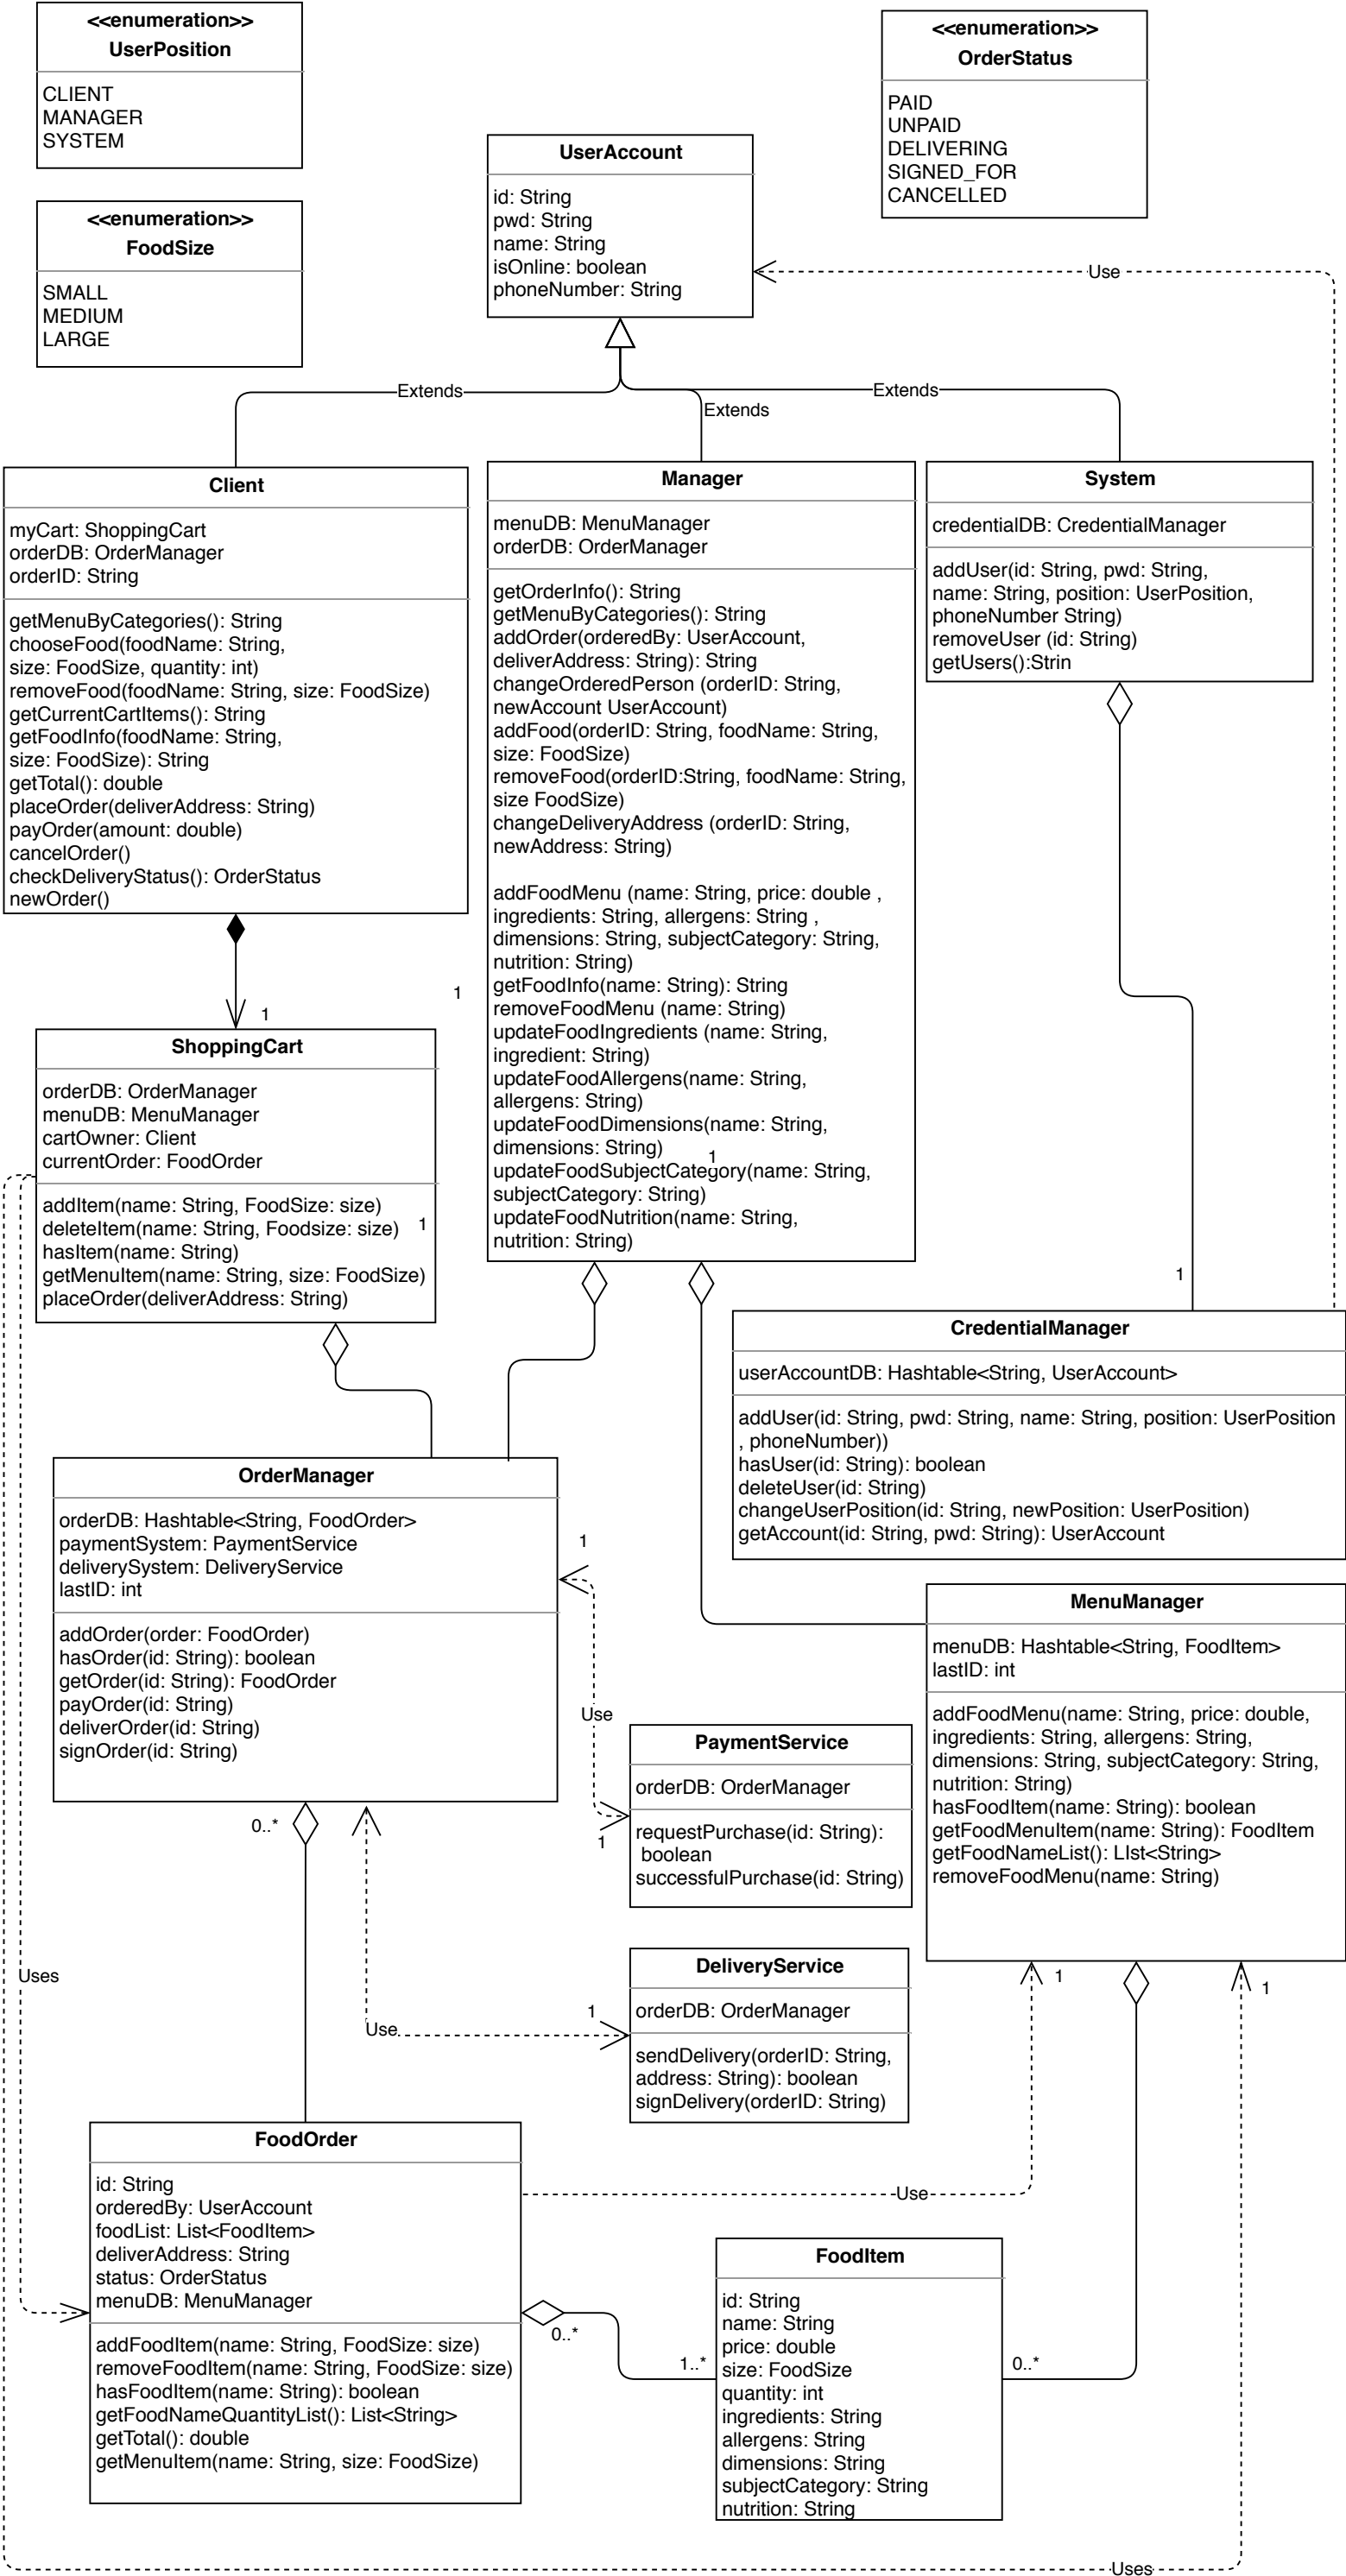 <<enumeration>>
UserPosition
CLIENT
MANAGER
SYSTEM
<<enumeration>>
OrderStatus
PAID
UNPAID
DELIVERING
SIGNED_FOR
CANCELLED
<<enumeration>>
FoodSize
SMALL
MEDIUM
LARGE
UserAccount
id: String
pwd: String
name: String
isOnline: boolean
phoneNumber: String
Use
Extends
Extends
Extends
Client
myCart: ShoppingCart
orderDB: OrderManager
orderID: String
getMenuByCategories(): String
chooseFood(foodName: String,
size: FoodSize, quantity: int)
removeFood(foodName: String, size: FoodSize)
getCurrentCartItems(): String
getFoodInfo(foodName: String,
size: FoodSize): String
getTotal(): double
placeOrder(deliverAddress: String)
payOrder(amount: double)
cancelOrder()
checkDeliveryStatus(): OrderStatus
newOrder()
Manager
menuDB: MenuManager
orderDB: OrderManager
getOrderInfo(): String
getMenuByCategories(): String
addOrder(orderedBy: UserAccount,
deliverAddress: String): String
changeOrderedPerson (orderID: String,
newAccount UserAccount)
addFood(orderID: String, foodName: String,
size: FoodSize)
removeFood(orderID:String, foodName: String,
size FoodSize)
changeDeliveryAddress (orderID: String,
newAddress: String)
addFoodMenu (name: String, price: double ,
ingredients: String, allergens: String ,
dimensions: String, subjectCategory: String,
nutrition: String)
getFoodInfo(name: String): String
removeFoodMenu (name: String)
updateFoodIngredients (name: String,
ingredient: String)
updateFoodAllergens(name: String,
allergens: String)
updateFoodDimensions(name: String,
dimensions: String)
1
updateFoodSubjectCategory(name: String,
subjectCategory: String)
updateFoodNutrition(name: String,
nutrition: String)
System
credentialDB: CredentialManager
addUser(id: String, pwd: String,
name: String, position: UserPosition,
phoneNumber String)
removeUser (id: String)
getUsers():Strin
1
1
ShoppingCart
orderDB: OrderManager
menuDB: MenuManager
cartOwner: Client
currentOrder: FoodOrder
addItem(name: String, FoodSize: size)
deleteItem(name: String, Foodsize: size)
1
hasItem(name: String)
getMenuItem(name: String, size: FoodSize)
placeOrder(deliverAddress: String)
1
CredentialManager
userAccountDB: Hashtable<String, UserAccount>
addUser(id: String, pwd: String, name: String, position: UserPosition
, phoneNumber))
hasUser(id: String): boolean
deleteUser(id: String)
changeUserPosition(id: String, newPosition: UserPosition)
getAccount(id: String, pwd: String): UserAccount
OrderManager
orderDB: Hashtable<String, FoodOrder>
paymentSystem: PaymentService
deliverySystem: DeliveryService
lastID: int
addOrder(order: FoodOrder)
hasOrder(id: String): boolean
getOrder(id: String): FoodOrder
payOrder(id: String)
deliverOrder(id: String)
signOrder(id: String)
1
Use
1
0..*
MenuManager
menuDB: Hashtable<String, FoodItem>
lastID: int
addFoodMenu(name: String, price: double,
ingredients: String, allergens: String,
dimensions: String, subjectCategory: String,
nutrition: String)
hasFoodItem(name: String): boolean
getFoodMenuItem(name: String): FoodItem
getFoodNameList(): LIst<String>
removeFoodMenu(name: String)
PaymentService
orderDB: OrderManager
requestPurchase(id: String):
boolean
successfulPurchase(id: String)
Uses
DeliveryService
orderDB: OrderManager
sendDelivery(orderID: String,
address: String): boolean
signDelivery(orderID: String)
1
Use
1
1
FoodOrder
id: String
orderedBy: UserAccount
foodList: List<FoodItem>
deliverAddress: String
status: OrderStatus
menuDB: MenuManager
addFoodItem(name: String, FoodSize: size)
removeFoodItem(name: String, FoodSize: size)
hasFoodItem(name: String): boolean
getFoodNameQuantityList(): List<String>
getTotal(): double
getMenuItem(name: String, size: FoodSize)
Use
0..*
1..*
0..*
FoodItem
id: String
name: String
price: double
size: FoodSize
quantity: int
ingredients: String
allergens: String
dimensions: String
subjectCategory: String
nutrition: String
Uses